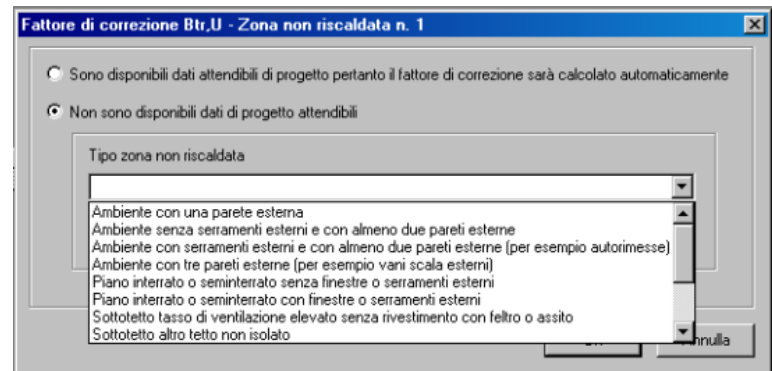 Fattore di correzione Btr,U - Zona non riscaldata n. 1
Sono disponibili dati attendibili di progetto pertanto il fattore di correzione sarà calcolato automaticamente
Non sono disponibili dati di progetto attendibili
Tipo zona non riscaldata
Ambiente con una parete esterna
Ambiente senza serramenti esterni e con almeno due pareti esterne
Ambiente con serramenti esterni e con almeno due pareti esterne (per esempio autorimesse)
Ambiente con tre pareti esterne (per esempio vani scala esterni)
Piano interrato o seminterrato senza finestre o serramenti esterni
Piano interrato o seminterrato con finestre o serramenti esterni
Sottotetto tasso di ventilazione elevato senza rivestimento con feltro o assito
Sottotetto altro tetto non isolato